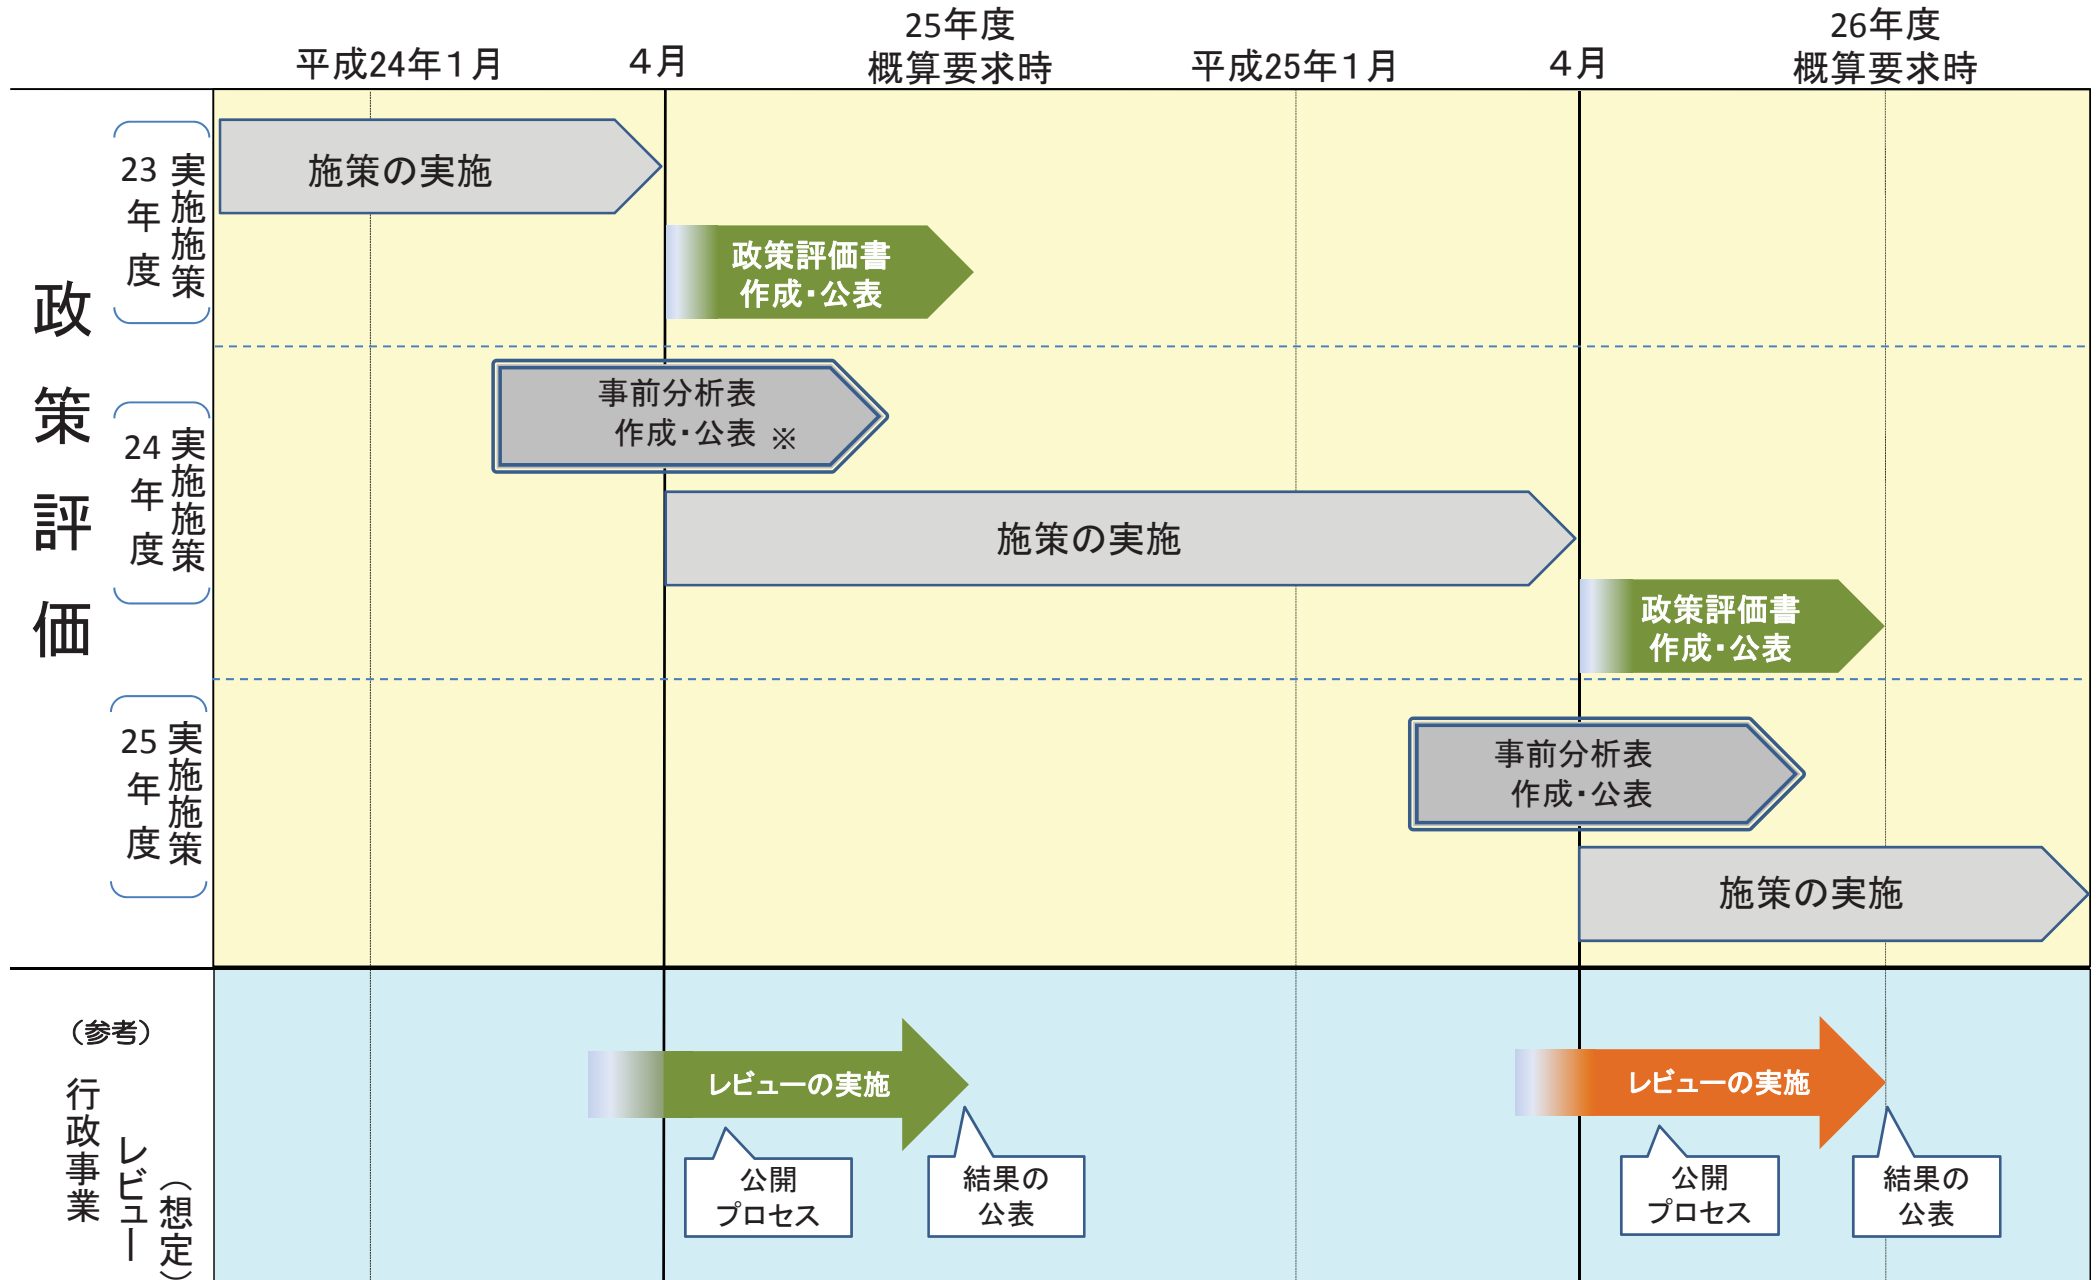 平成24年１月
４月
25年度
概算要求時
平成25年１月
４月
26年度
概算要求時
政策評価
23年度
実施施策
施策の実施
政策評価書
作成・公表
24年度
実施施策
事前分析表
作成・公表 ※
施策の実施
政策評価書
作成・公表
25年度
実施施策
事前分析表
作成・公表
施策の実施
（参考）
行政事業
レビュー
（想定）
レビューの実施
公開
プロセス
結果の
公表
レビューの実施
公開
プロセス
結果の
公表